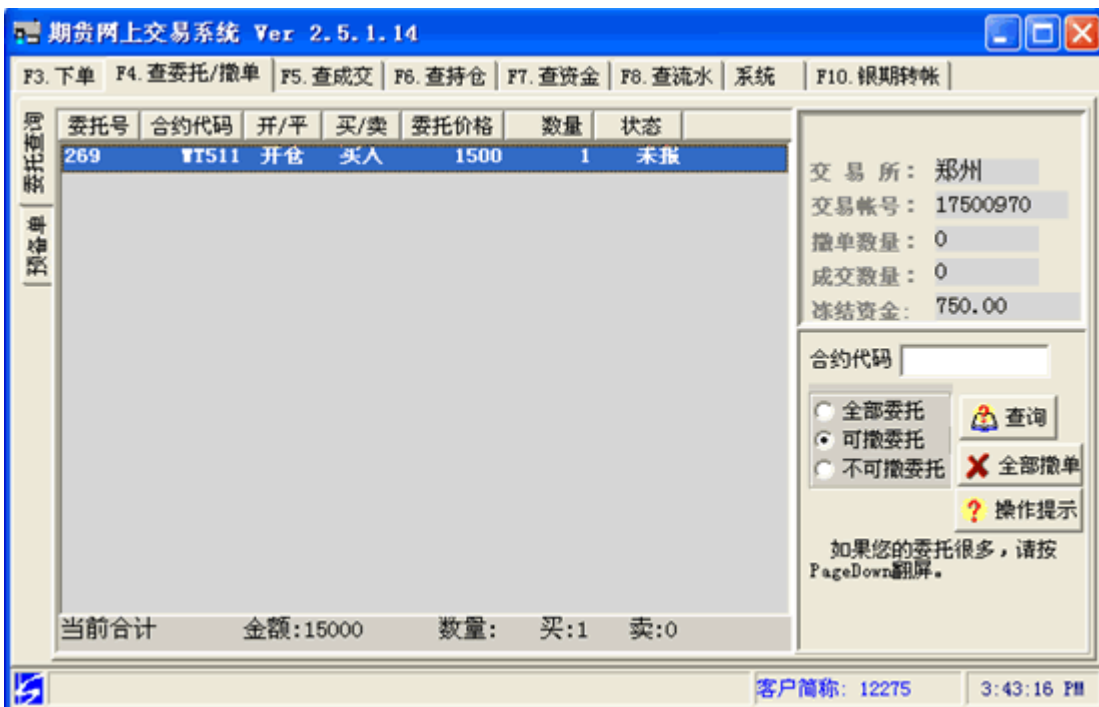 期货网上交易系统 Ver 2.5.1.14
F3.下单 F4.查委托/撤单 F5.查成交 F6.查持仓 F7.查资金 F8.查流水 系统 F10.银期转帐
委托查询
预备单
委托号 合约代码 开/平 买/卖 委托价格 数量 状态
269 WT511 开仓 买入 1500 1 未报
当前合计 金额:15000 数量: 买:1 卖:0
交 易 所: 郑州
交易帐号: 17500970
撤单数量: 0
成交数量: 0
冻结资金: 750.00
合约代码
全部委托
可撤委托
不可撤委托
查询
全部撤单
操作提示
如果您的委托很多,请按
PageDown翻屏。
客户简称: 12275 3:43:16 PM